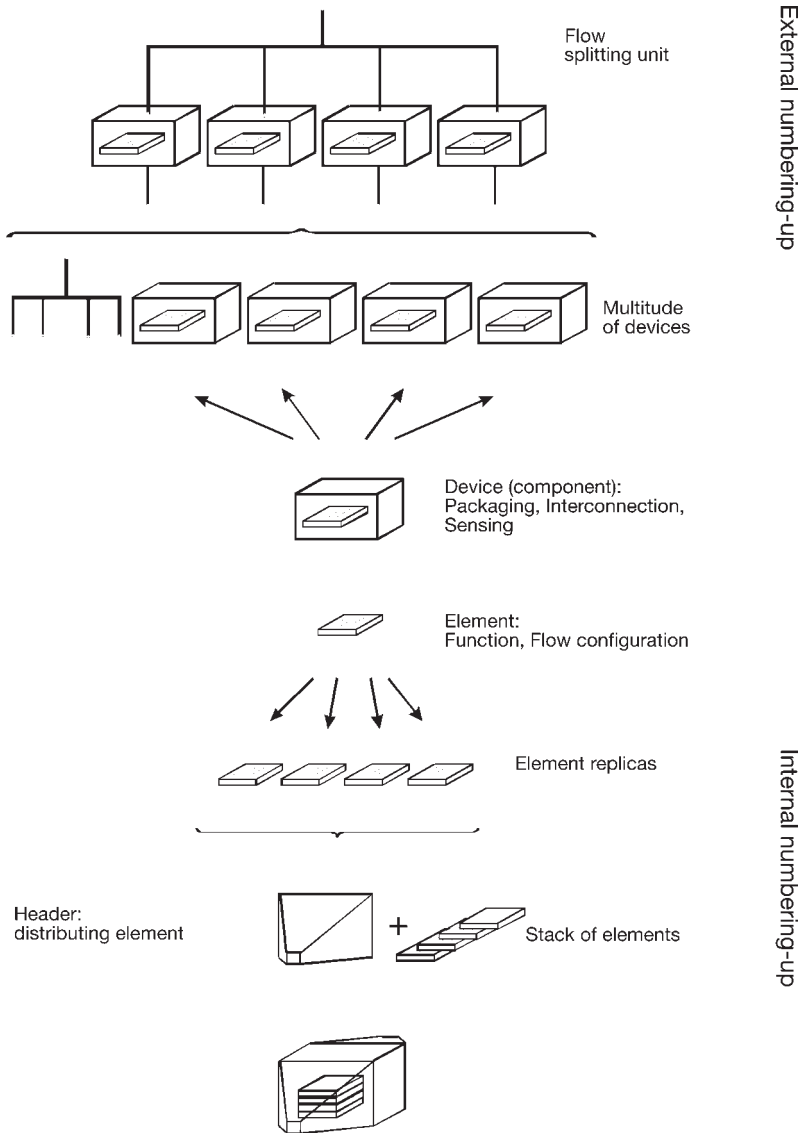 Flow
splitting unit
External numbering-up
Multitude
of devices
Device (component):
Packaging, Interconnection,
Sensing
Element:
Function, Flow configuration
Element replicas
Internal numbering-up
Header:
distributing element
+
Stack of elements